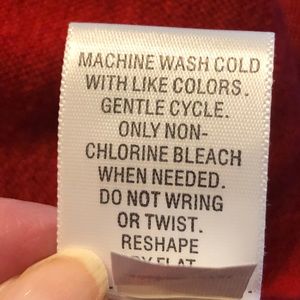 MACHINE WASH COLD
WITH LIKE COLORS.
GENTLE CYCLE.
ONLY NON-
CHLORINE BLEACH
WHEN NEEDED.
DO NOT WRING
OR TWIST.
RESHAPE
FLAT